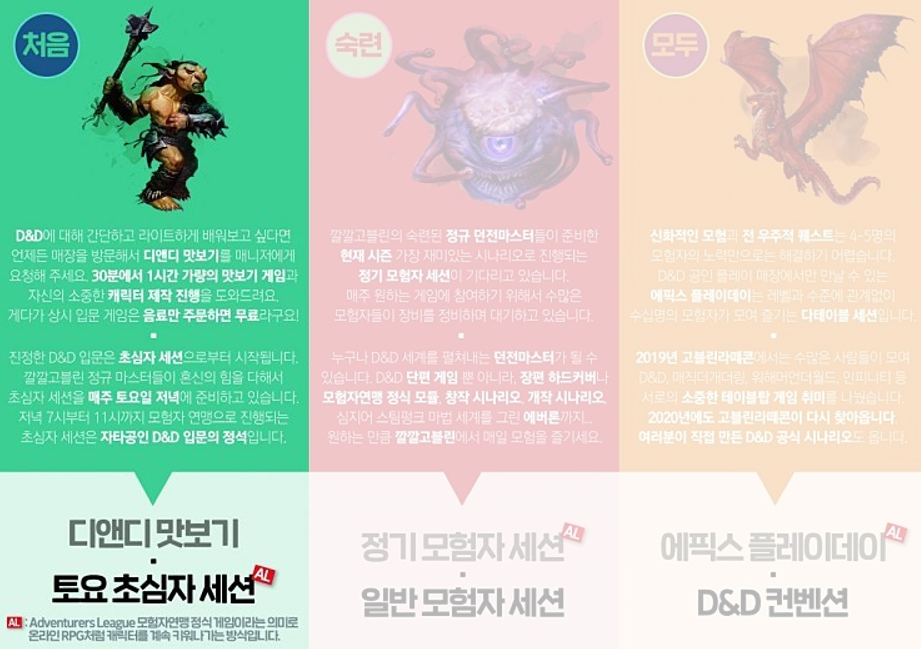 처음
D&D에 대해 간단하고 라이트하게 배워보고 싶다면
언제든 매장을 방문해서 디앤디 맛보기를 매니저에게
요청해 주세요. 30분에서 1시간 가량의 맛보기 게임과
자신의 소중한 캐릭터 제작 진행을 도와드려요.
게다가 상시 입문 게임은 음료만 주문하면 무료라구요!
진정한 D&D 입문은 초심자 세션으로부터 시작됩니다.
깔깔고블린 정규 마스터들이 혼신의 힘을 다해서
초심자 세션을 매주 토요일 저녁에 준비하고 있습니다.
저녁 7시부터 11시까지 모험자 연맹으로 진행되는
초심자 세션은 자타공인 D&D 입문의 정석입니다.
디앤디 맛보기
·
토요 초심자 세션 AL
AL : Adventurers League 모험자연맹 정식 게임이라는 의미로
온라인 RPG처럼 캐릭터를 계속 키워나가는 방식입니다.
숙련
깔깔고블린의 숙련된 정규 던전마스터들이 준비한
현재 시즌 가장 재미있는 시나리오로 진행되는
정기 모험자 세션이 기다리고 있습니다.
매주 원하는 게임에 참여하기 위해서 수많은
모험자들이 장비를 정비하며 대기하고 있습니다.
누구나 D&D 세계를 펼쳐내는 던전마스터가 될 수
있습니다. D&D 단편 게임 뿐 아니라, 장편 하드커버나
모험자연맹 정식 모듈, 창작 시나리오, 개작 시나리오,
심지어 스팀펑크 마법 세계를 그린 에버론까지...
원하는 만큼 깔깔고블린에서 매일 모험을 즐기세요.
정기 모험자 세션 AL
·
일반 모험자 세션
모두
신화적인 모험과 전 우주적 퀘스트는 4-5명의
모험자의 노력만으로는 해결하기 어렵습니다.
D&D 공인 플레이 매장에서만 만날 수 있는
에픽스 플레이데이는 레벨과 수준에 관계없이
수십명의 모험자가 모여 즐기는 다테이블 세션입니다.
2019년 고블린라떼콘에서는 수많은 사람들이 모여
D&D, 매직더개더링, 워해머언더월드, 인피니티 등
서로의 소중한 테이블탑 게임 취미를 나눴습니다.
2020년에도 고블린라떼콘이 다시 찾아옵니다.
여러분이 직접 만든 D&D 공식 시나리오도 옵니다.
에픽스 플레이데이 AL
·
D&D 컨벤션